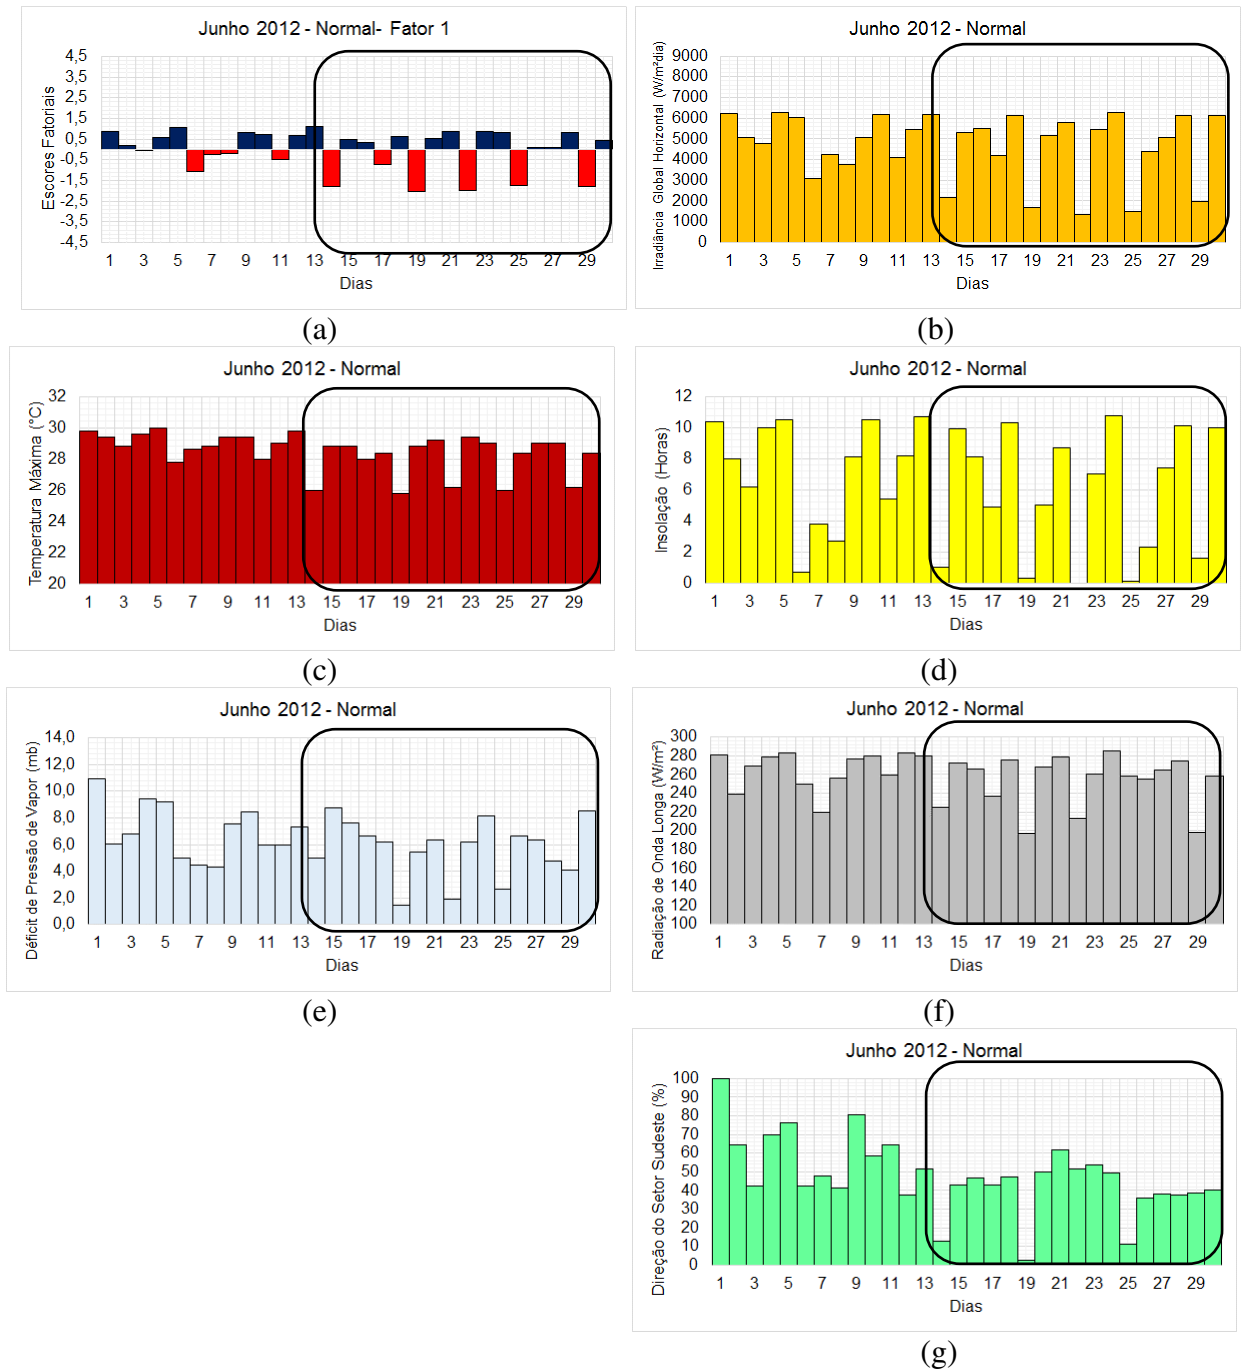 Junho 2012 - Normal- Fator 1
Escores Fatoriais
4,5
3,5
2,5
1,5
0,5
-0,5
-1,5
-2,5
-3,5
-4,5
1 3 5 7 9 11 13 15 17 19 21 23 25 27 29
Dias
(a)
Junho 2012 - Normal
Irradiância Global Horizontal (W/m²dia)
9000
8000
7000
6000
5000
4000
3000
2000
1000
0
1 3 5 7 9 11 13 15 17 19 21 23 25 27 29
Dias
(b)
Junho 2012 - Normal
Temperatura Máxima (°C)
32
30
28
26
24
22
20
1 3 5 7 9 11 13 15 17 19 21 23 25 27 29
Dias
(c)
Junho 2012 - Normal
Insolação (Horas)
12
10
8
6
4
2
0
1 3 5 7 9 11 13 15 17 19 21 23 25 27 29
Dias
(d)
Junho 2012 - Normal
Déficit de Pressão de Vapor (mb)
14,0
12,0
10,0
8,0
6,0
4,0
2,0
0,0
1 3 5 7 9 11 13 15 17 19 21 23 25 27 29
Dias
(e)
Junho 2012 - Normal
Radiação de Onda Longa (W/m²)
300
280
260
240
220
200
180
160
140
120
100
1 3 5 7 9 11 13 15 17 19 21 23 25 27 29
Dias
(f)
Junho 2012 - Normal
Direção do Setor Sudeste (%)
100
90
80
70
60
50
40
30
20
10
0
1 3 5 7 9 11 13 15 17 19 21 23 25 27 29
Dias
(g)